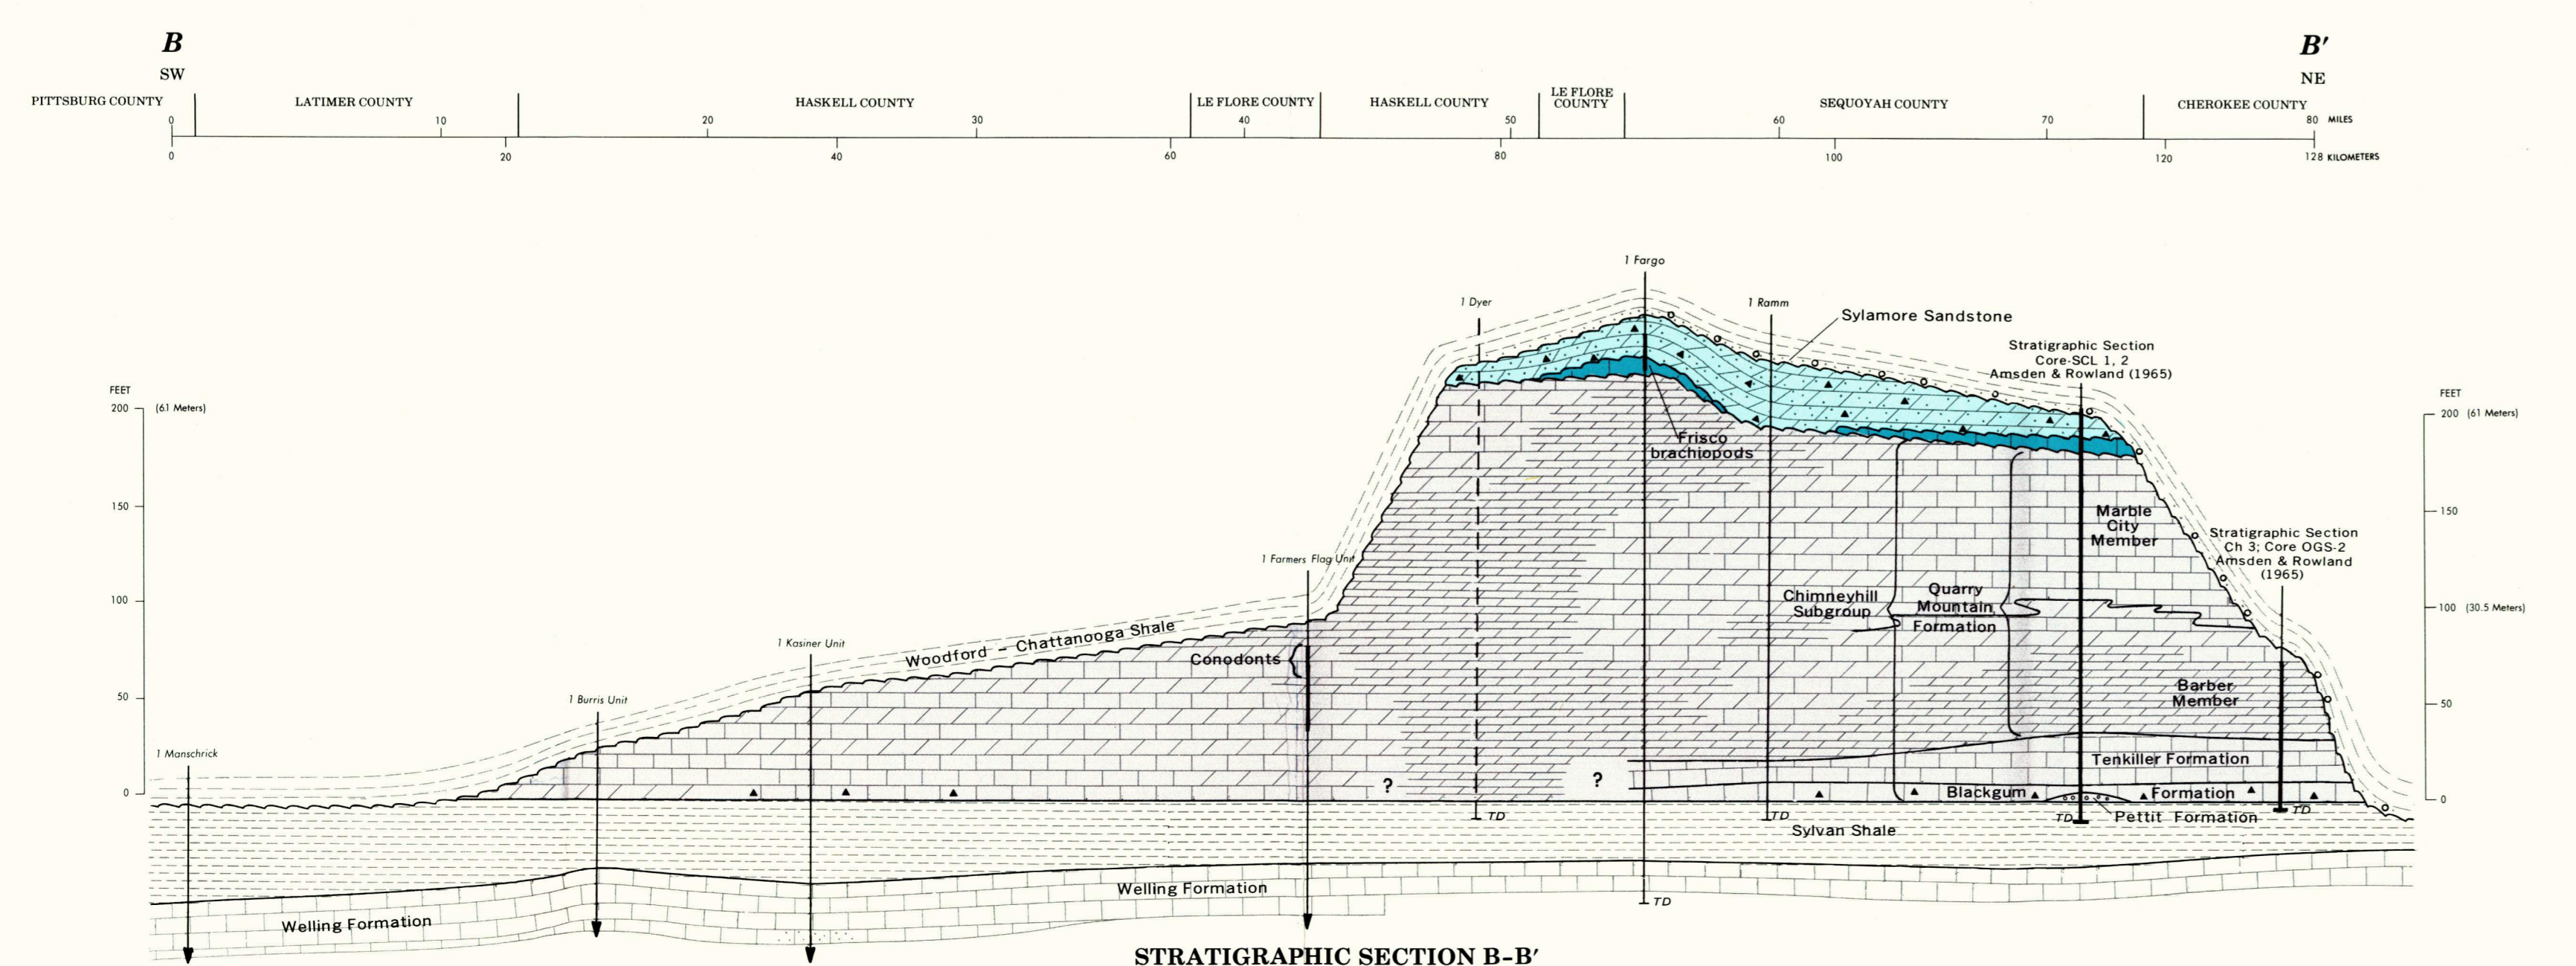 B
SW
B′
NE
PITTSBURG COUNTY
LATIMER COUNTY
HASKELL COUNTY
LE FLORE COUNTY
HASKELL COUNTY
LE FLORE
COUNTY
SEQUOYAH COUNTY
CHEROKEE COUNTY
0 10 20 30 40 50 60 70 80 MILES
0 20 40 60 80 100 120 128 KILOMETERS
1 Fargo
1 Dyer
1 Ramm
Sylamore Sandstone
Stratigraphic Section
Core-SCL 1, 2
Amsden & Rowland (1965)
FEET
200 (61 Meters)
150
100
50
0
FEET
200 (61 Meters)
150
100 (30.5 Meters)
50
0
Frisco
brachiopods
Marble
City
Member
Stratigraphic Section
Ch 3; Core OGS-2
Amsden & Rowland
(1965)
1 Farmers Flag Unit
Chimneyhill
Subgroup
Quarry
Mountain
Formation
Woodford - Chattanooga Shale
1 Kasiner Unit
Conodonts
1 Burris Unit
Barber
Member
1 Manschrick
Tenkiller Formation
?
?
Blackgum Formation
TD
TD
TD
Pettit Formation
TD
Sylvan Shale
Welling Formation
Welling Formation
TD
STRATIGRAPHIC SECTION B-B′